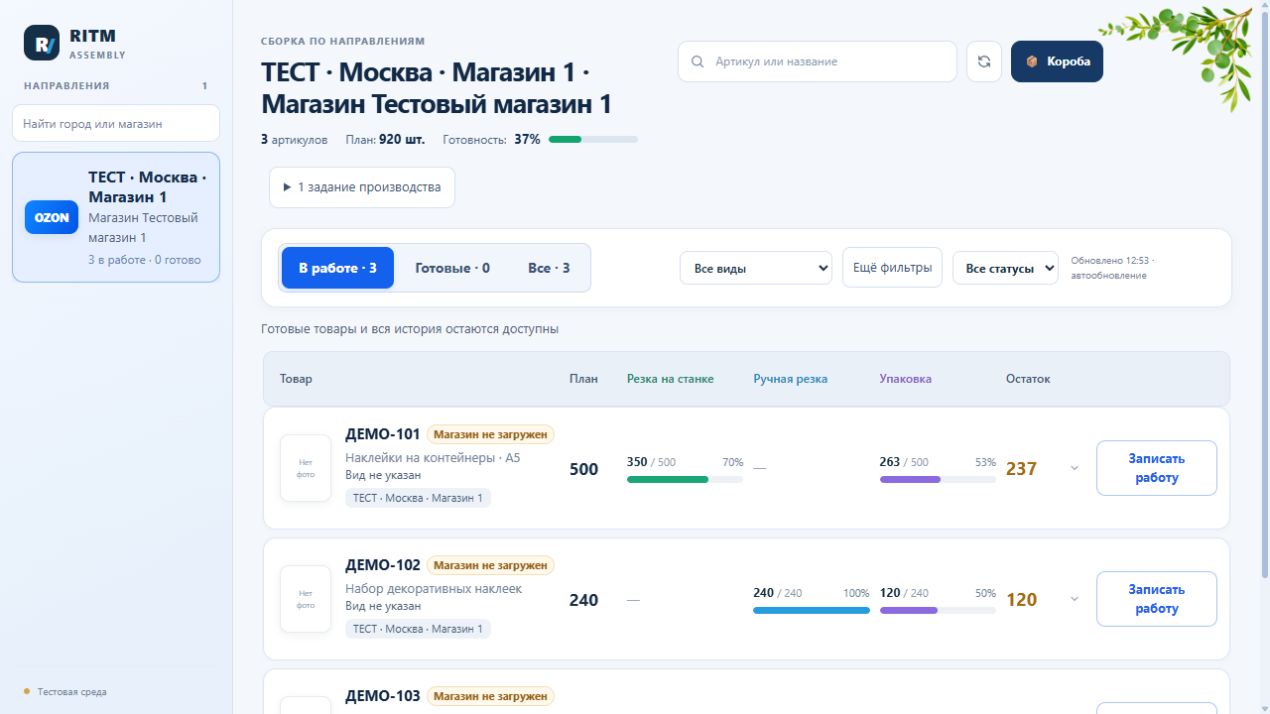 RITM
ASSEMBLY
НАПРАВЛЕНИЯ 1
Найти город или магазин
OZON
ТЕСТ · Москва ·
Магазин 1
Магазин Тестовый
магазин 1
3 в работе · 0 готово
Тестовая среда
СБОРКА ПО НАПРАВЛЕНИЯМ
ТЕСТ · Москва · Магазин 1 ·
Магазин Тестовый магазин 1
3 артикулов План: 920 шт. Готовность: 37%
Артикул или название
Короба
1 задание производства
В работе · 3 Готовые · 0 Все · 3
Все виды Ещё фильтры Все статусы
Обновлено 12:53 ·
автообновление
Готовые товары и вся история остаются доступны
Товар План Резка на станке Ручная резка Упаковка Остаток
Нет
фото
ДЕМО-101 Магазин не загружен
Наклейки на контейнеры · А5
Вид не указан
ТЕСТ · Москва · Магазин 1
500 350 / 500 70% — 263 / 500 53% 237
Записать
работу
Нет
фото
ДЕМО-102 Магазин не загружен
Набор декоративных наклеек
Вид не указан
ТЕСТ · Москва · Магазин 1
240 — 240 / 240 100% 120 / 240 50% 120
Записать
работу
ДЕМО-103 Магазин не загружен